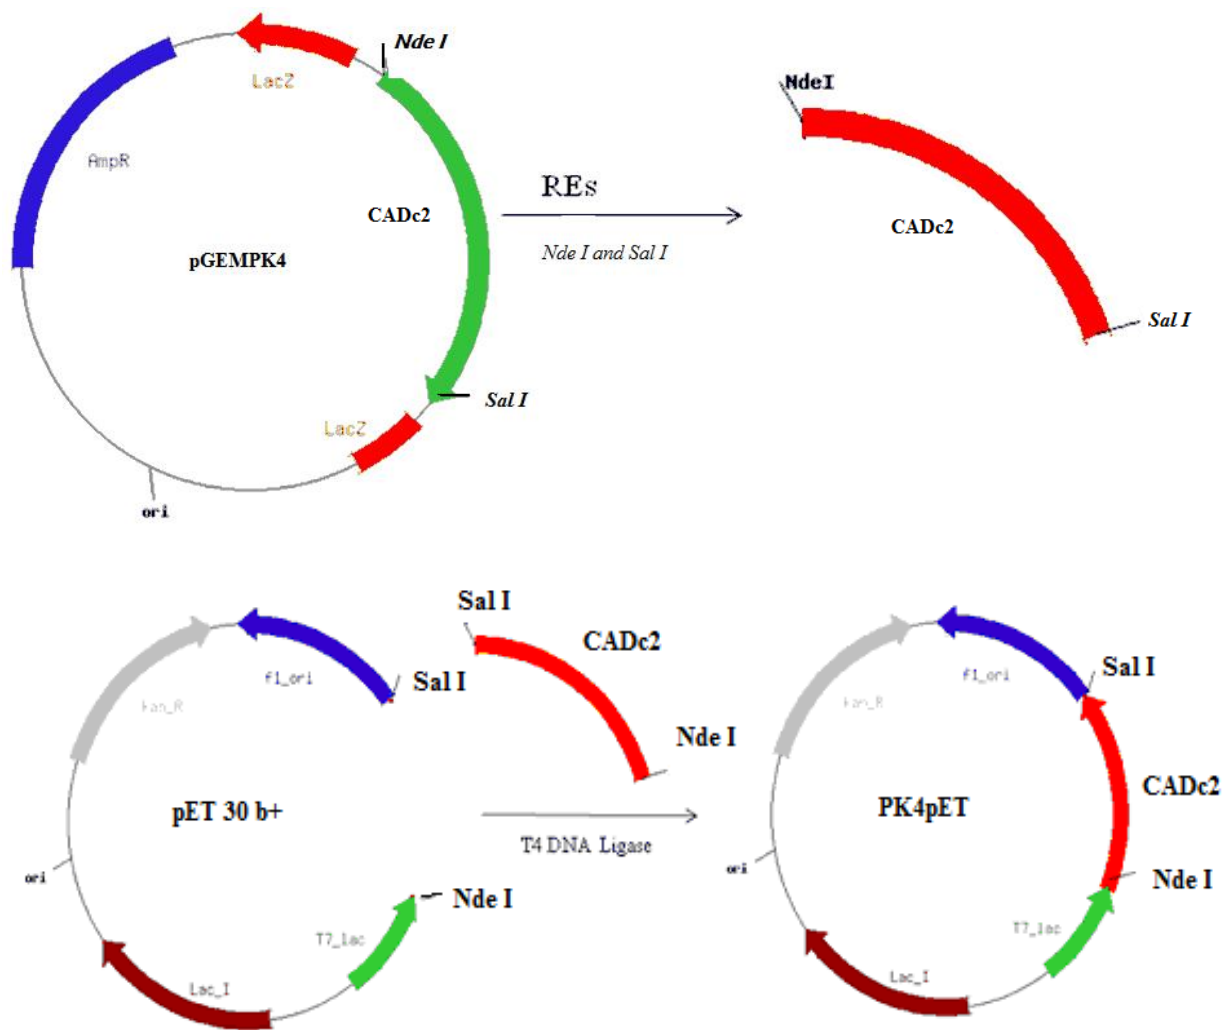 Nde I
LacZ
AmpR
CADc2
pGEMPK4
Sal I
LacZ
ori
REs
Nde I and Sal I
NdeI
CADc2
Sal I
Sal I
CADc2
Nde I
f1_ori
Sal I
kan_R
pET 30 b+
ori
Nde I
T7_lac
Lac_I
T4 DNA Ligase
f1_ori
Sal I
kan_R
CADc2
PK4pET
ori
Nde I
T7_lac
Lac_I